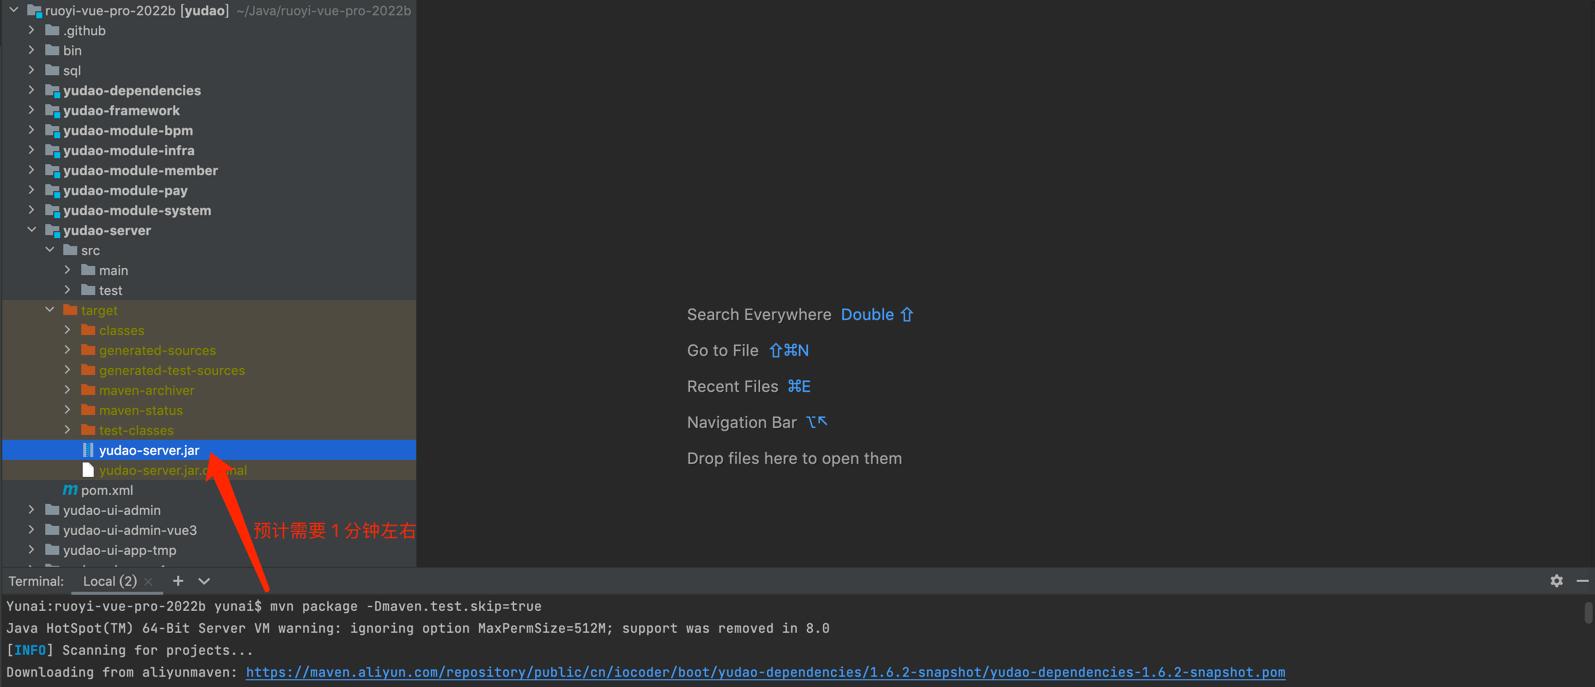 ruoyi-vue-pro-2022b [yudao] ~/Java/ruoyi-vue-pro-2022b
.github
bin
sql
yudao-dependencies
yudao-framework
yudao-module-bpm
yudao-module-infra
yudao-module-member
yudao-module-pay
yudao-module-system
yudao-server
src
main
test
target
classes
generated-sources
generated-test-sources
maven-archiver
maven-status
test-classes
yudao-server.jar
pom.xml
yudao-ui-admin
yudao-ui-admin-vue3
预计需要 1 分钟左右
yudao-ui-app-tmp
Search Everywhere Double ⇧
Go to File ⇧⌘N
Recent Files ⌘E
Navigation Bar ⌥↖
Drop files here to open them
Terminal: Local (2) × +
Yunai:ruoyi-vue-pro-2022b yunai$ mvn package -Dmaven.test.skip=true
Java HotSpot(TM) 64-Bit Server VM warning: ignoring option MaxPermSize=512M; support was removed in 8.0
[INFO] Scanning for projects...
Downloading from aliyunmaven: https://maven.aliyun.com/repository/public/cn/iocoder/boot/yudao-dependencies/1.6.2-snapshot/yudao-dependencies-1.6.2-snapshot.pom